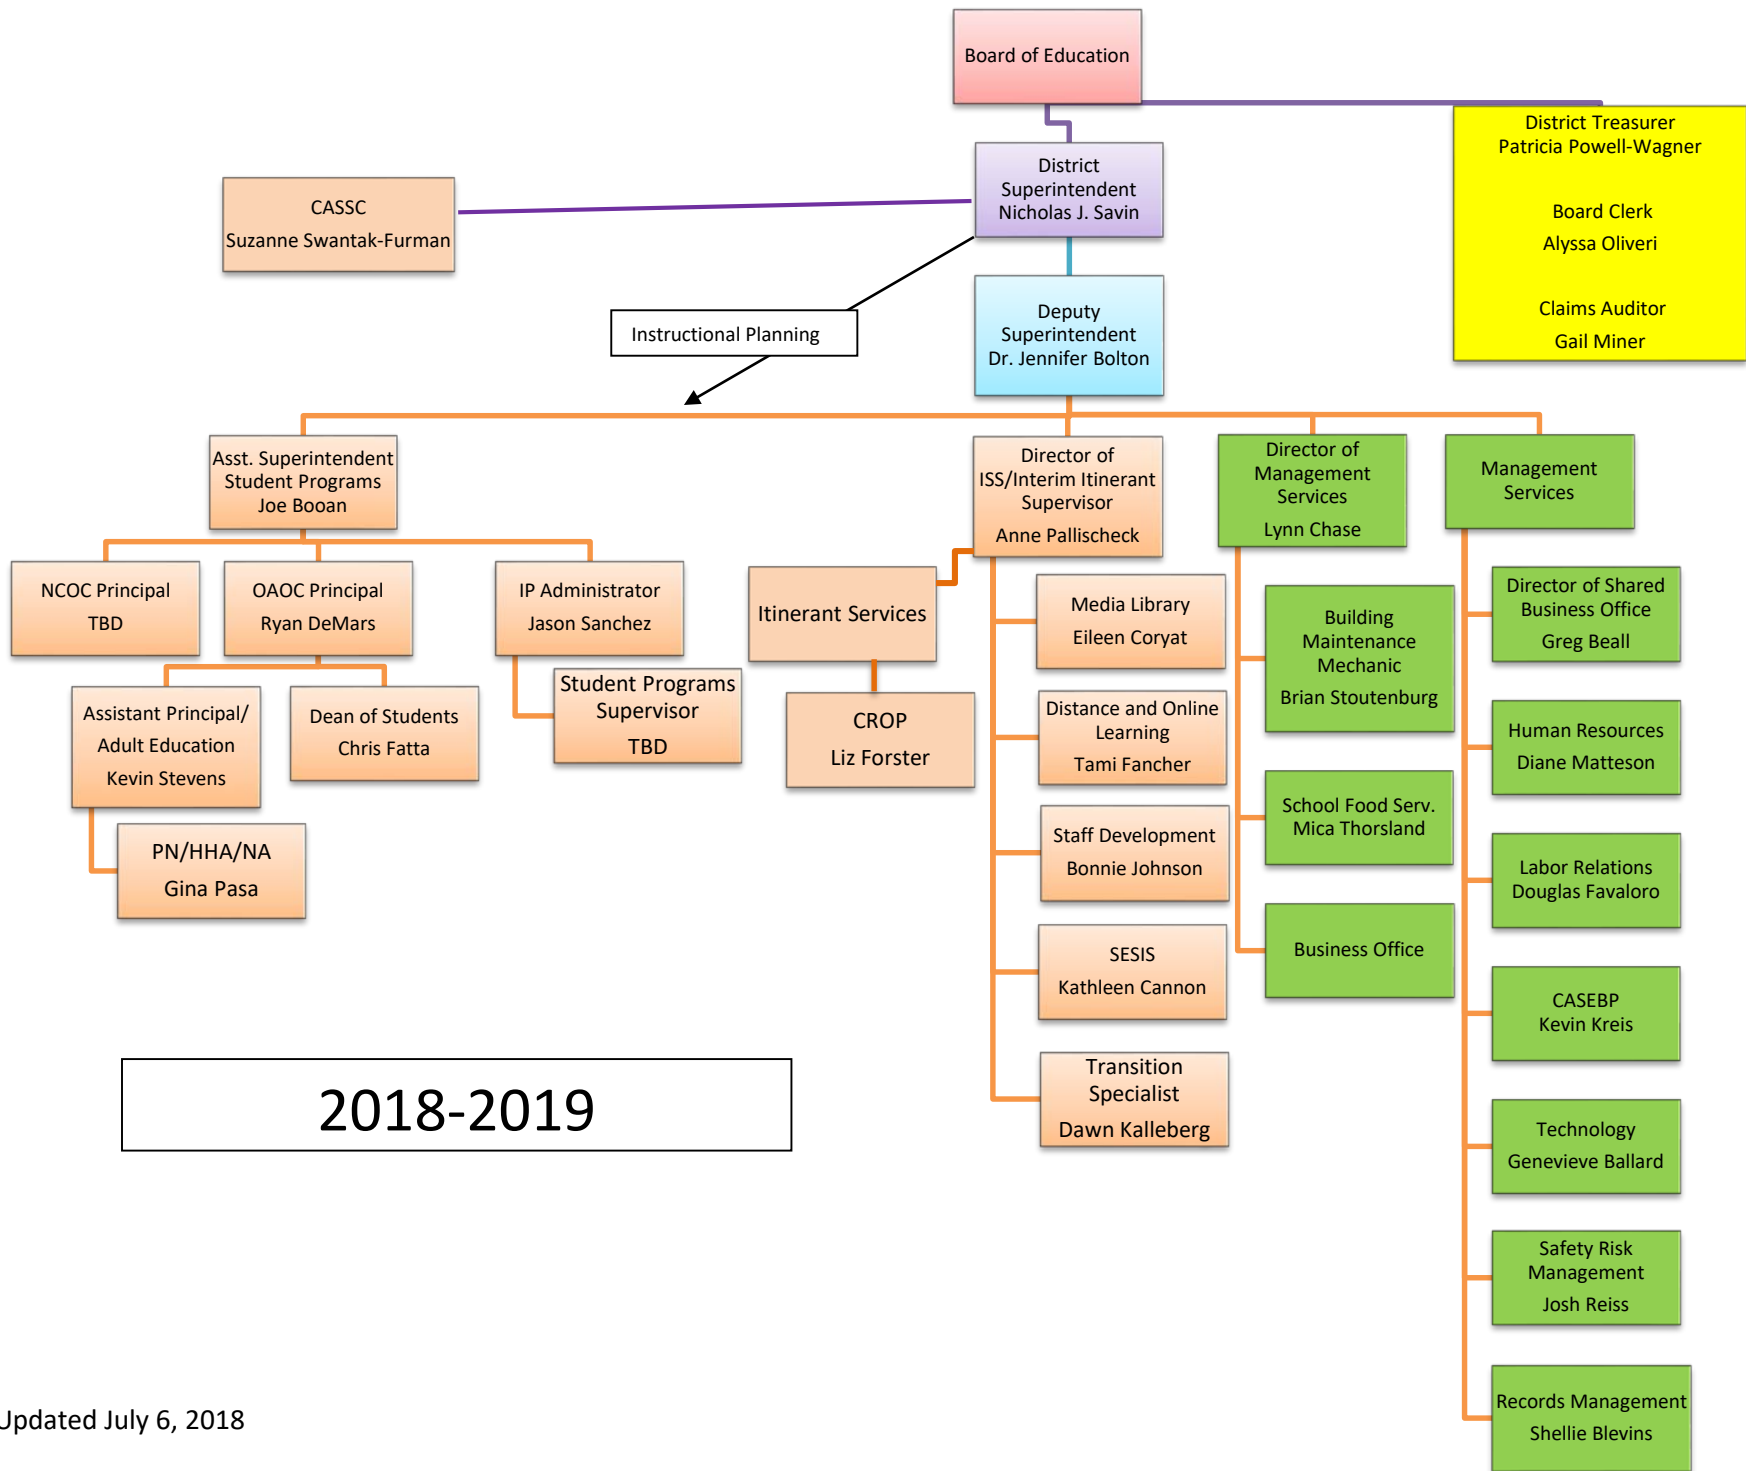 Board of Education
District Treasurer
Patricia Powell-Wagner
Board Clerk
Alyssa Oliveri
Claims Auditor
Gail Miner
District
Superintendent
Nicholas J. Savin
CASSC
Suzanne Swantak-Furman
Instructional Planning
Deputy
Superintendent
Dr. Jennifer Bolton
Asst. Superintendent
Student Programs
Joe Booan
Director of
ISS/Interim Itinerant
Supervisor
Anne Pallischeck
Director of
Management
Services
Lynn Chase
Management
Services
NCOC Principal
TBD
OAOC Principal
Ryan DeMars
IP Administrator
Jason Sanchez
Assistant Principal/
Adult Education
Kevin Stevens
Dean of Students
Chris Fatta
Student Programs
Supervisor
TBD
PN/HHA/NA
Gina Pasa
Itinerant Services
CROP
Liz Forster
Media Library
Eileen Coryat
Distance and Online
Learning
Tami Fancher
Staff Development
Bonnie Johnson
SESIS
Kathleen Cannon
Transition
Specialist
Dawn Kalleberg
Building
Maintenance
Mechanic
Brian Stoutenburg
School Food Serv.
Mica Thorsland
Business Office
Director of Shared
Business Office
Greg Beall
Human Resources
Diane Matteson
Labor Relations
Douglas Favaloro
CASEBP
Kevin Kreis
Technology
Genevieve Ballard
Safety Risk
Management
Josh Reiss
Records Management
Shellie Blevins
2018-2019
Updated July 6, 2018